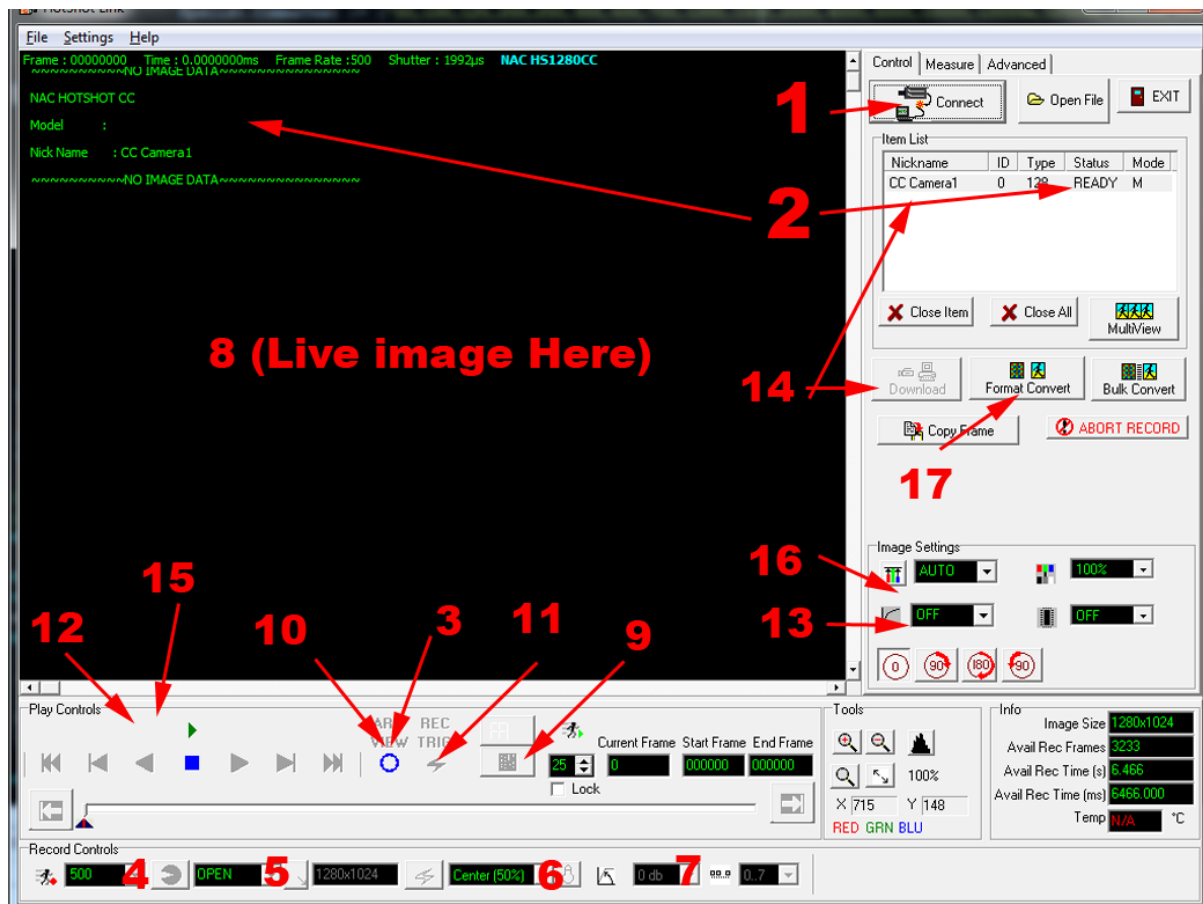 HotShot Link
File Settings Help
Frame : 00000000 Time : 0.0000000ms Frame Rate :500 Shutter : 1992µs NAC HS1280CC
~~~~~~~~~~NO IMAGE DATA~~~~~~~~~~~~~~~
NAC HOTSHOT CC
Model :
Nick Name : CC Camera1
~~~~~~~~~~NO IMAGE DATA~~~~~~~~~~~~~~~
Control Measure Advanced
1
Connect Open File EXIT
Item List
Nickname ID Type Status Mode
CC Camera1 0 128 READY M
2
Close Item Close All MultiView
8 (Live image Here)
14
Download Format Convert Bulk Convert
Copy Frame ABORT RECORD
17
Image Settings
16
AUTO 100%
13
OFF OFF
0 90 180 90
15
12 10 3 11 9
Play Controls
REC
VIEW TRIG
25
Current Frame Start Frame End Frame
0 000000 000000
Lock
Tools
100%
X 715 Y 148
RED GRN BLU
Info
Image Size 1280x1024
Avail Rec Frames 3233
Avail Rec Time (s) 6.466
Avail Rec Time (ms) 6466.000
Temp N/A °C
Record Controls
500 4 OPEN 5 1280x1024 Center (50%) 6 0 db 7 0..7